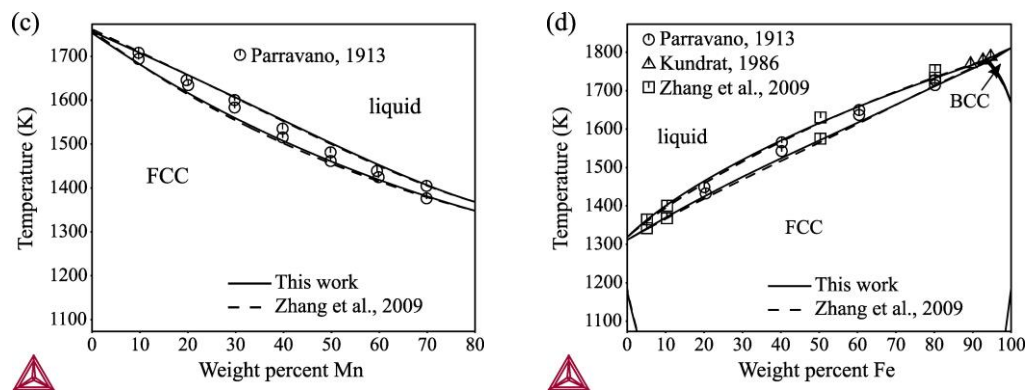 (c)
1700
1600
1500
1400
1300
1200
1100
Temperature (K)
Parravano, 1913
liquid
FCC
This work
Zhang et al., 2009
0 10 20 30 40 50 60 70 80
Weight percent Mn
(d)
1800
1700
1600
1500
1400
1300
1200
1100
Temperature (K)
Parravano, 1913
Kundrat, 1986
Zhang et al., 2009
BCC
liquid
FCC
This work
Zhang et al., 2009
0 10 20 30 40 50 60 70 80 90 100
Weight percent Fe